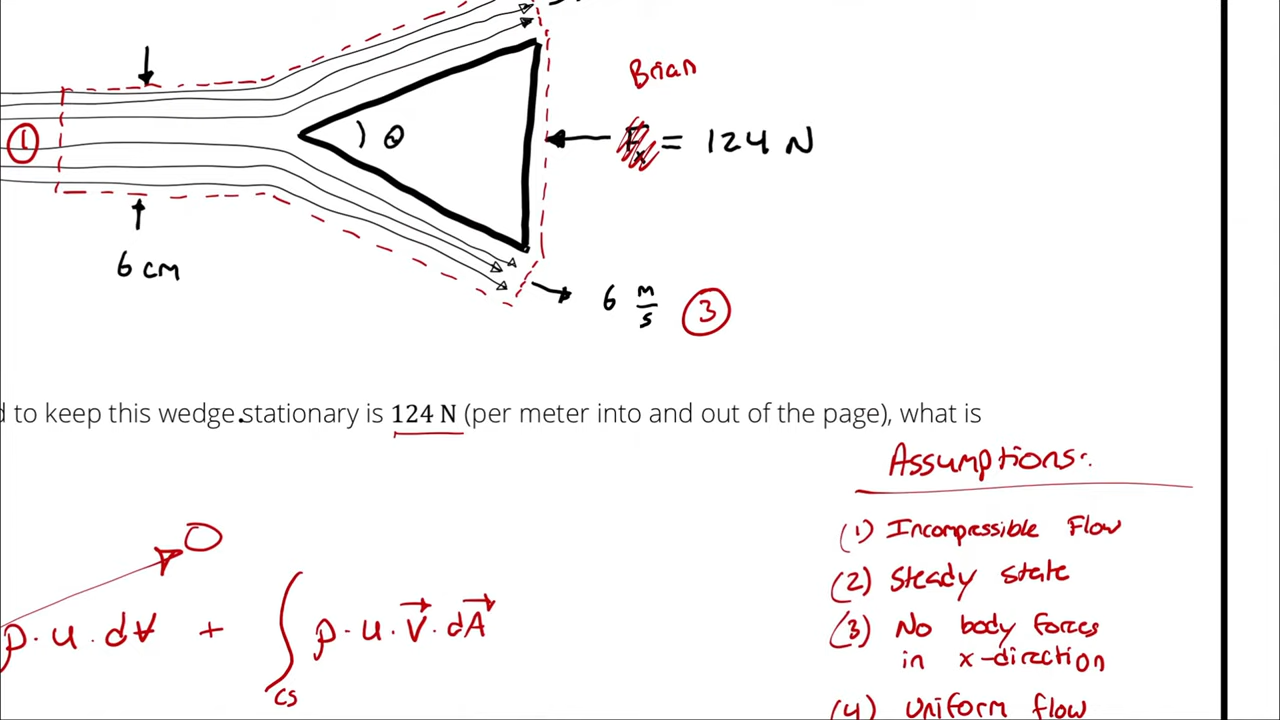 Brian
① = 124 N
) θ
6 cm
6 m/s ③
d to keep this wedge stationary is 124 N (per meter into and out of the page), what is
Assumptions:
(1) Incompressible Flow
(2) Steady state
(3) No body forces
in x-direction
(4) Uniform flow
O
ρ · u · dV + ∫ ρ · u · V · dA
CS